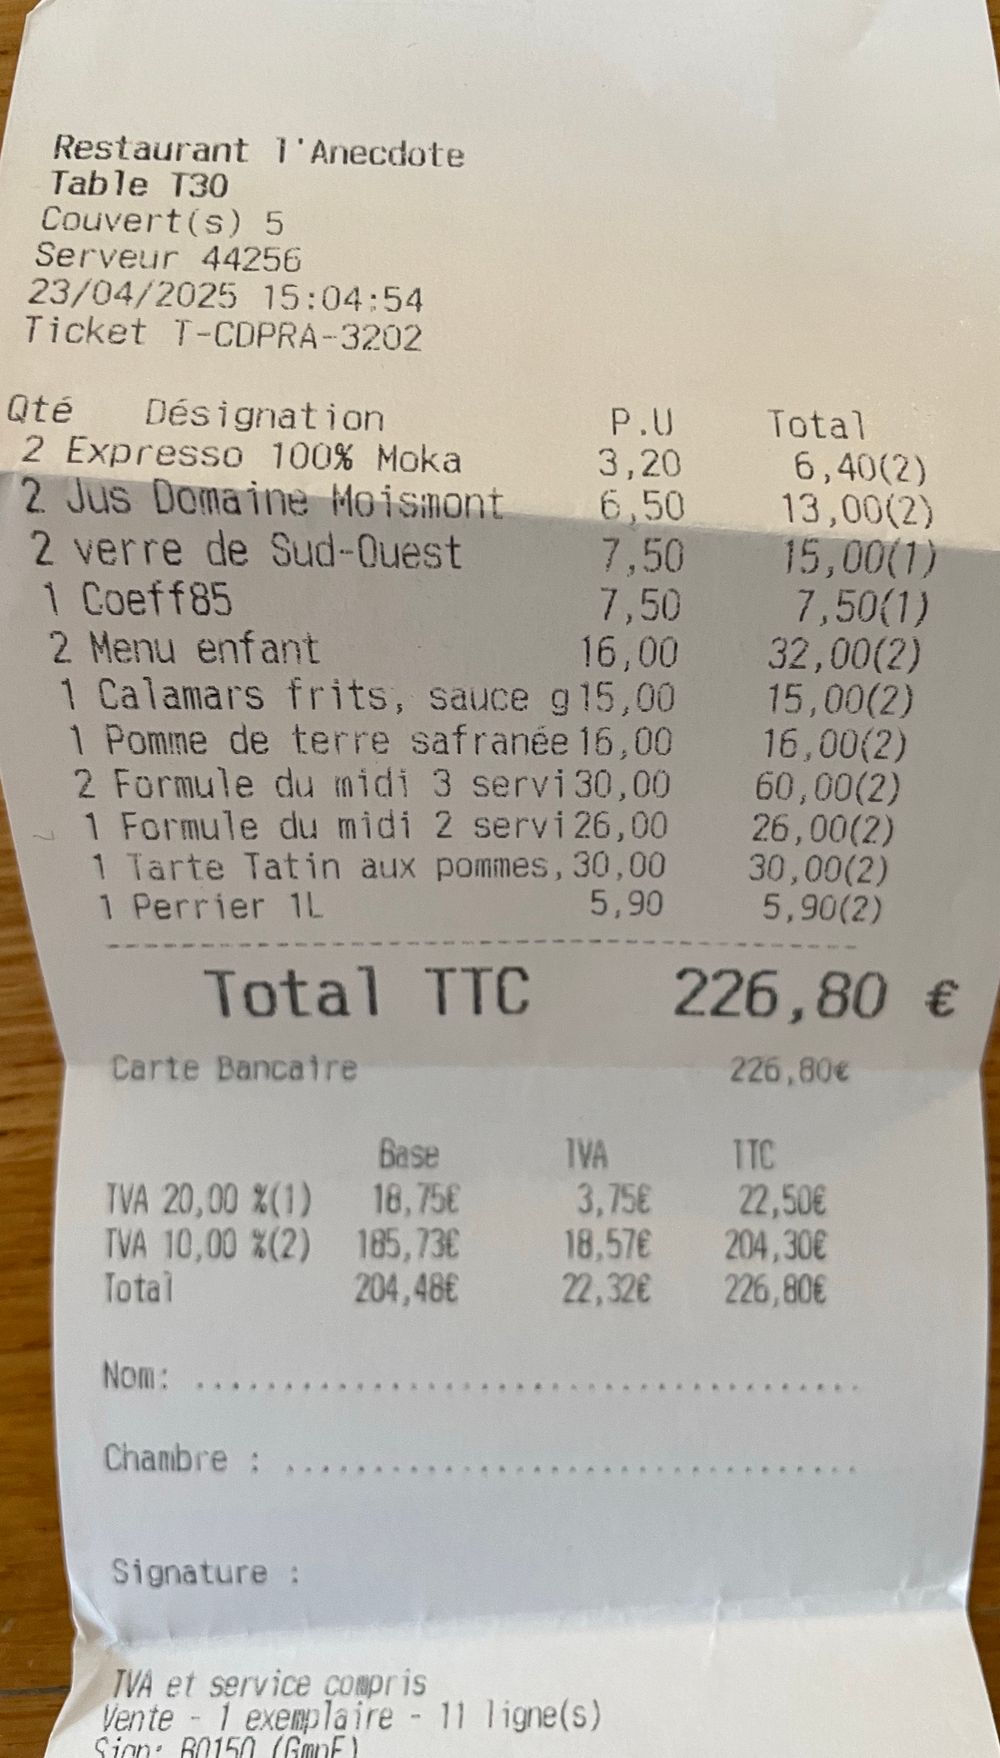 Restaurant l'Anecdote
Table T30
Couvert(s) 5
Serveur 44256
23/04/2025 15:04:54
Ticket T-CDPRA-3202
Qté Désignation P.U Total
2 Expresso 100% Moka 3,20 6,40(2)
2 Jus Domaine Moismont 6,50 13,00(2)
2 verre de Sud-Ouest 7,50 15,00(1)
1 Coeff85 7,50 7,50(1)
2 Menu enfant 16,00 32,00(2)
1 Calamars frits, sauce g 15,00 15,00(2)
1 Pomme de terre safranée 16,00 16,00(2)
2 Formule du midi 3 servi 30,00 60,00(2)
1 Formule du midi 2 servi 26,00 26,00(2)
1 Tarte Tatin aux pommes, 30,00 30,00(2)
1 Perrier 1L 5,90 5,90(2)
Total TTC 226,80 €
Carte Bancaire 226,80€
Base TVA TTC
TVA 20,00 %(1) 18,75€ 3,75€ 22,50€
TVA 10,00 %(2) 185,73€ 18,57€ 204,30€
Total 204,48€ 22,32€ 226,80€
Nom: ......................................
Chambre : .................................
Signature :
TVA et service compris
Vente - 1 exemplaire - 11 ligne(s)
Sign: BO150 (GmpF)